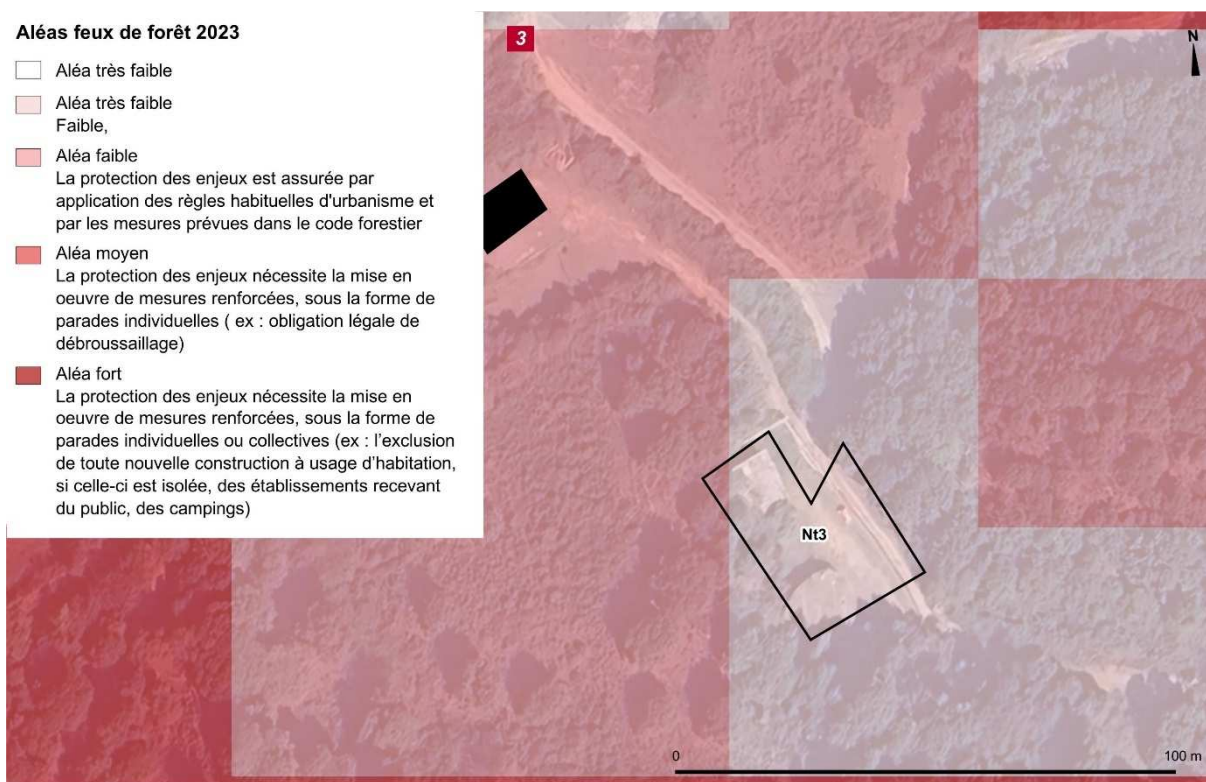 Aléas feux de forêt 2023
Aléa très faible
Aléa très faible
Faible,
Aléa faible
La protection des enjeux est assurée par
application des règles habituelles d'urbanisme et
par les mesures prévues dans le code forestier
Aléa moyen
La protection des enjeux nécessite la mise en
oeuvre de mesures renforcées, sous la forme de
parades individuelles ( ex : obligation légale de
débroussaillage)
Aléa fort
La protection des enjeux nécessite la mise en
oeuvre de mesures renforcées, sous la forme de
parades individuelles ou collectives (ex : l’exclusion
de toute nouvelle construction à usage d’habitation,
si celle-ci est isolée, des établissements recevant
du public, des campings)
3
N
Nt3
0
100 m